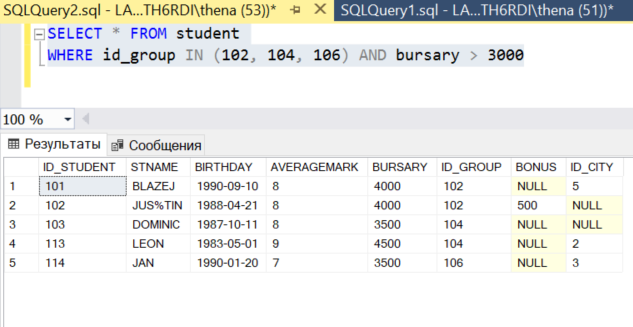 SQLQuery2.sql - LA...TH6RDI\thena (53))* SQLQuery1.sql - LA...TH6RDI\thena (51))*
SELECT * FROM student
WHERE id_group IN (102, 104, 106) AND bursary > 3000
100 %
Результаты Сообщения
ID_STUDENT STNAME BIRTHDAY AVERAGEMARK BURSARY ID_GROUP BONUS ID_CITY
1 101 BLAZEJ 1990-09-10 8 4000 102 NULL 5
2 102 JUS%TIN 1988-04-21 8 4000 102 500 NULL
3 103 DOMINIC 1987-10-11 8 3500 104 NULL NULL
4 113 LEON 1983-05-01 9 4500 104 NULL 2
5 114 JAN 1990-01-20 7 3500 106 NULL 3